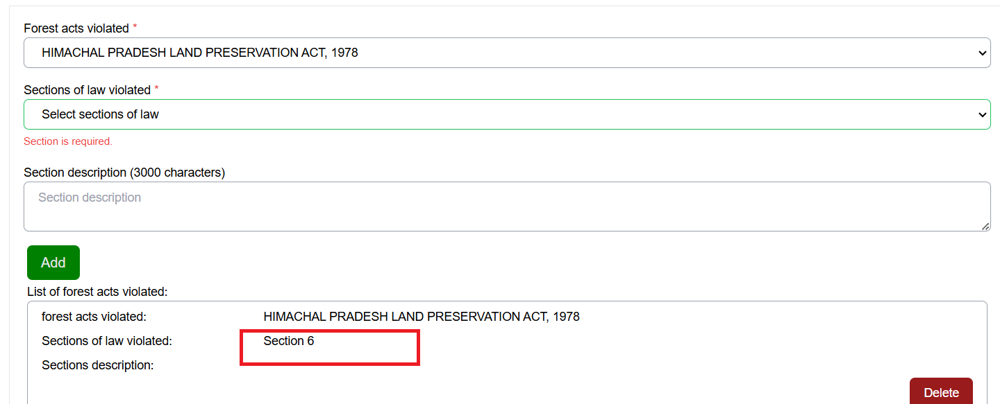 Forest acts violated *
HIMACHAL PRADESH LAND PRESERVATION ACT, 1978
Sections of law violated *
Select sections of law
Section is required.
Section description (3000 characters)
Section description
Add
List of forest acts violated:
forest acts violated: HIMACHAL PRADESH LAND PRESERVATION ACT, 1978
Sections of law violated: Section 6
Sections description:
Delete